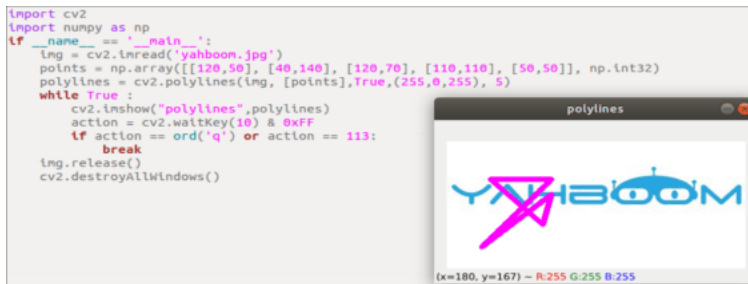 import cv2
import numpy as np
if __name__ == '__main__':
    img = cv2.imread('yahboom.jpg')
    points = np.array([[120,50], [40,140], [120,70], [110,110], [50,50]], np.int32)
    polylines = cv2.polylines(img, [points],True,(255,0,255), 5)
    while True :
        cv2.imshow("polylines",polylines)
        action = cv2.waitKey(10) & 0xFF
        if action == ord('q') or action == 113:
            break
    img.release()
    cv2.destroyAllWindows()
polylines
YAHBOOM
(x=180, y=167) ~ R:255 G:255 B:255